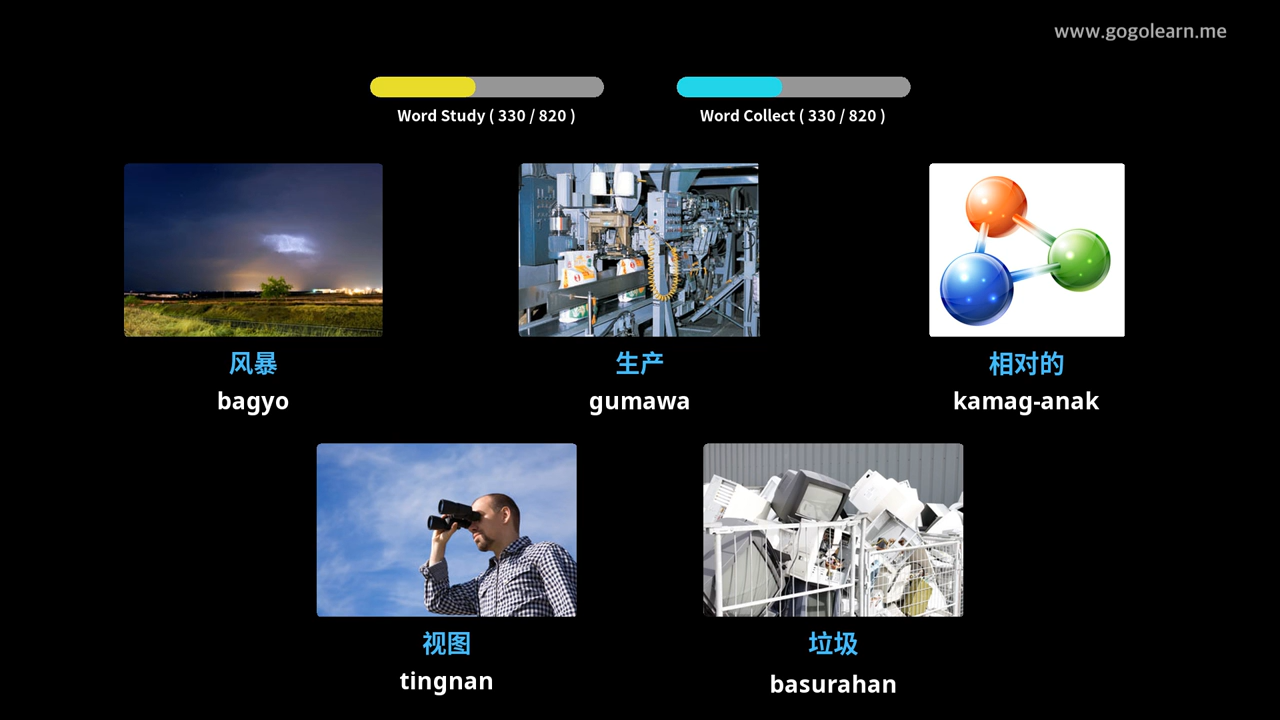 www.gogolearn.me
Word Study ( 330 / 820 )
Word Collect ( 330 / 820 )
风暴
bagyo
生产
gumawa
相对的
kamag-anak
视图
tingnan
垃圾
basurahan